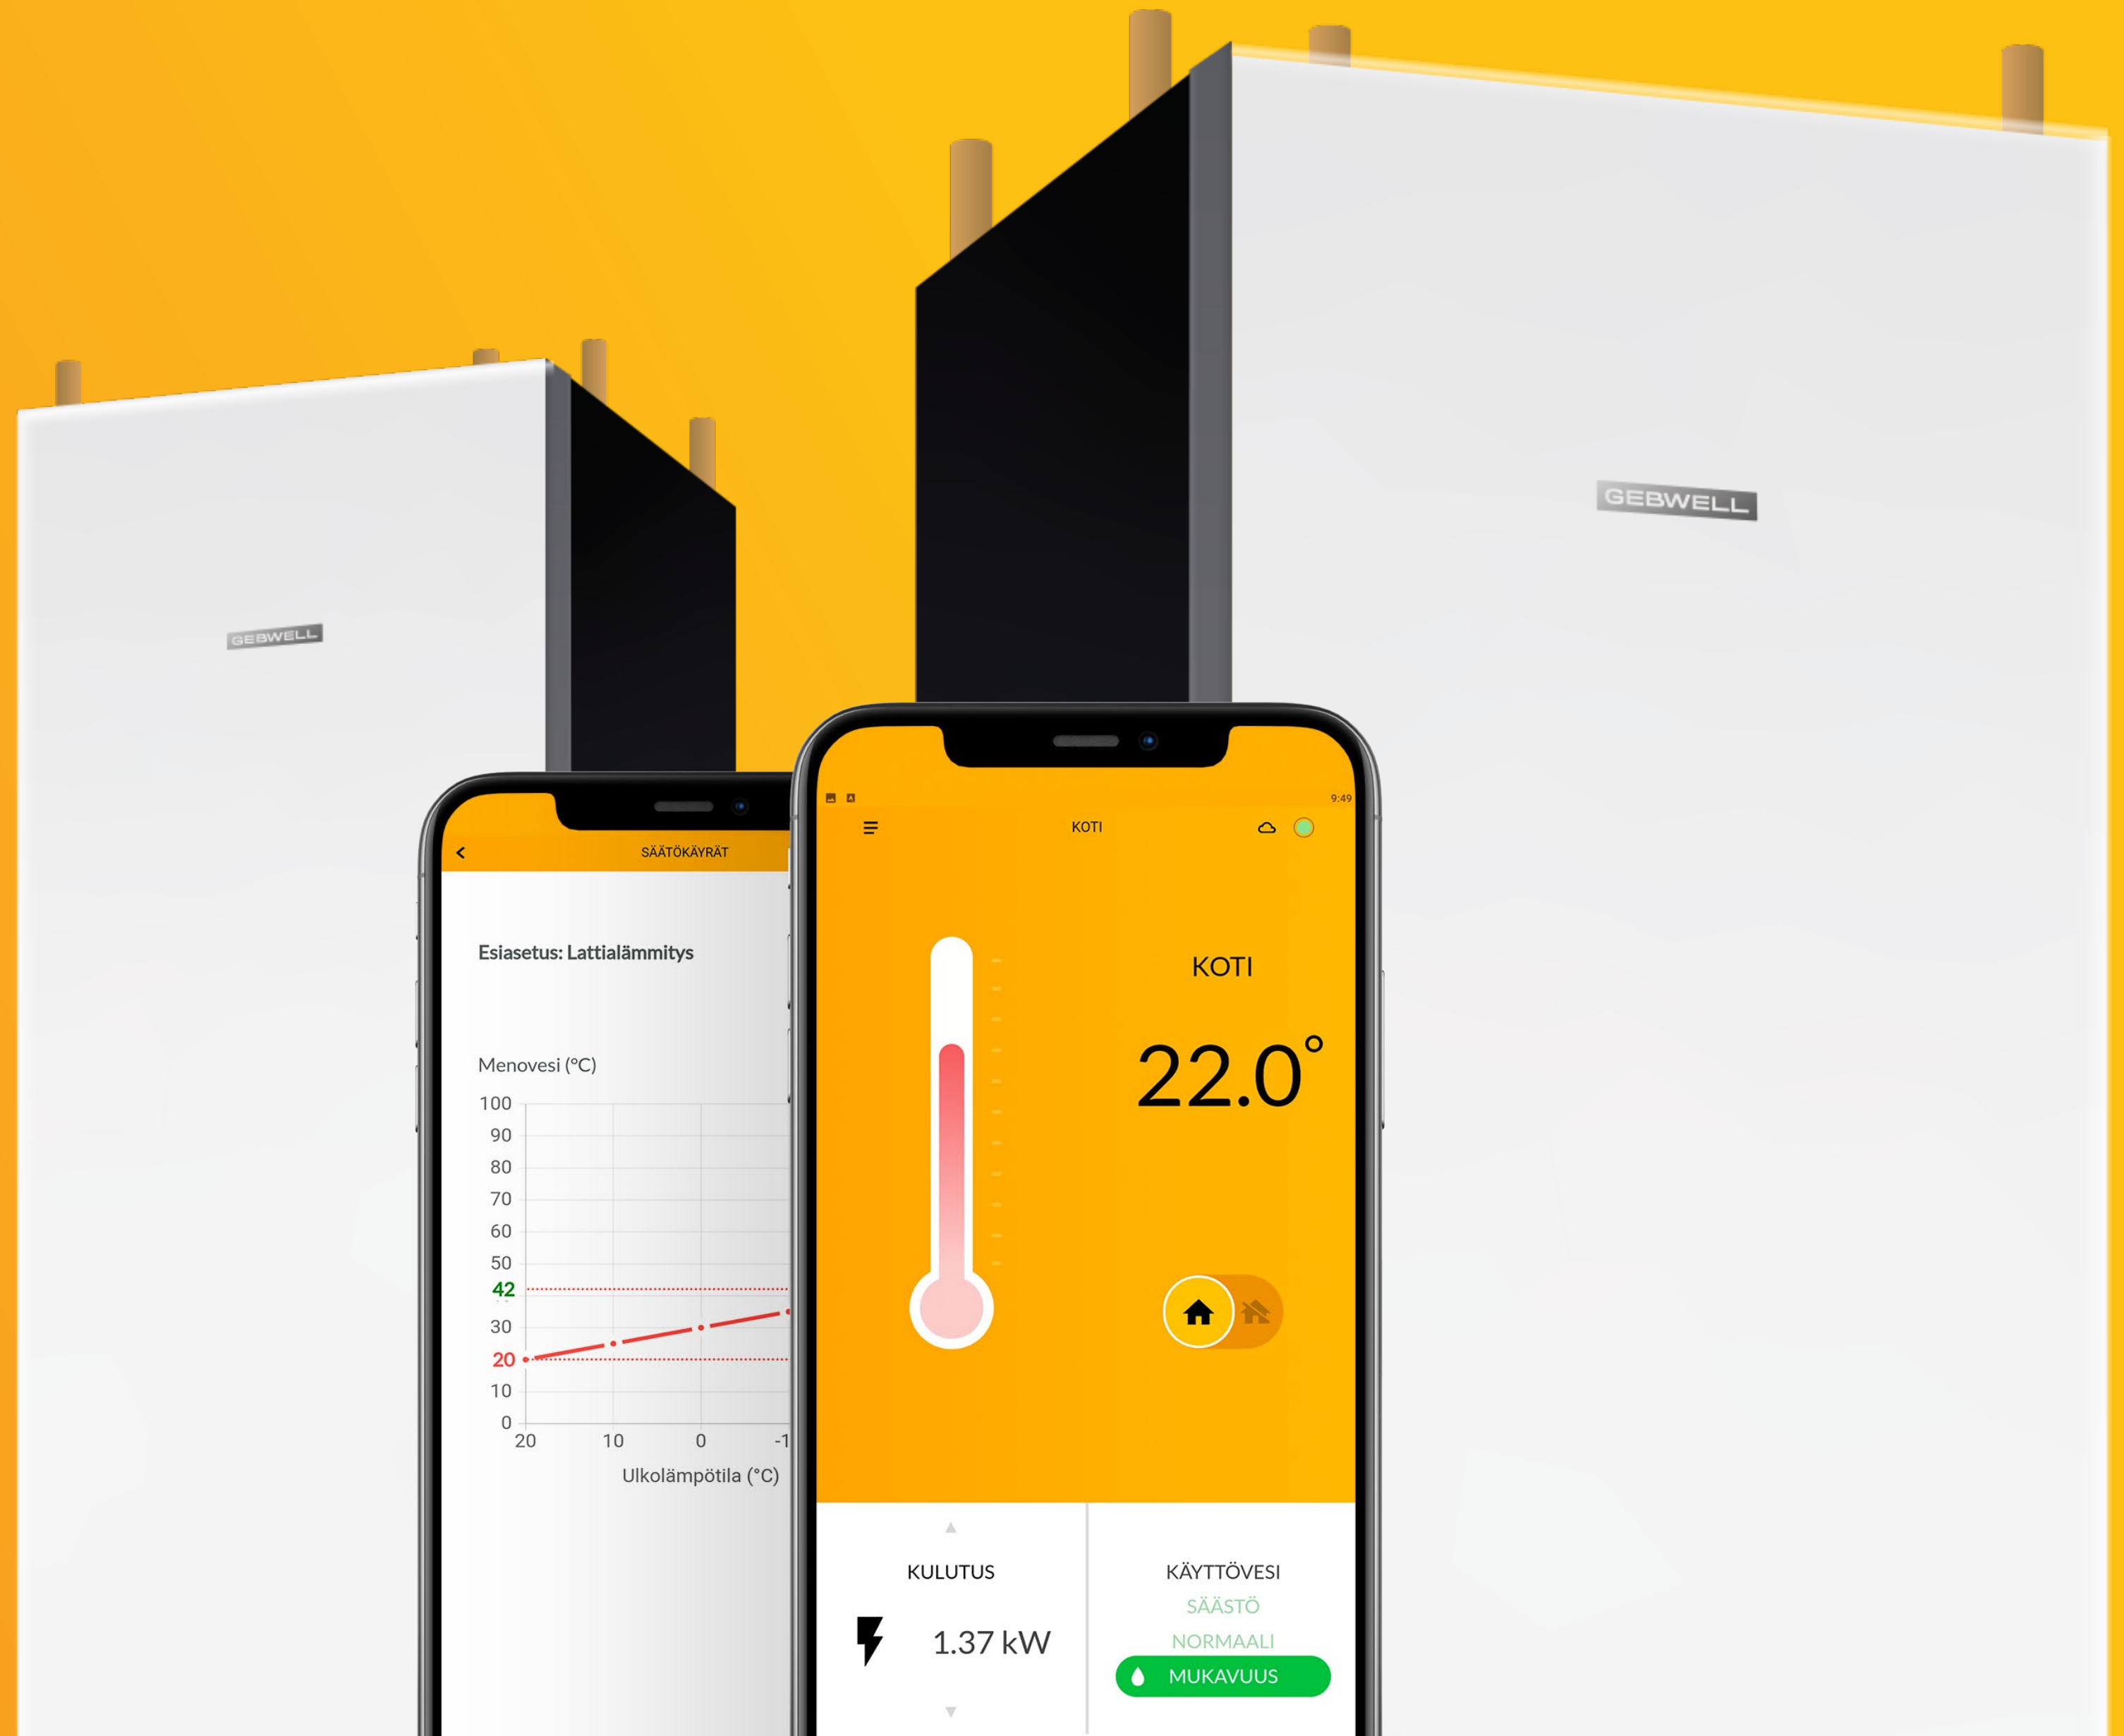 GEBWELL
GEBWELL
SÄÄTÖKÄYRÄT
Esiasetus: Lattialämmitys
Menovesi (°C)
100
90
80
70
60
50
42
30
20
10
0
20 10 0 -1
Ulkolämpötila (°C)
9:49
KOTI
KOTI
22.0°
KULUTUS
1.37 kW
KÄYTTÖVESI
SÄÄSTÖ
NORMAALI
MUKAVUUS